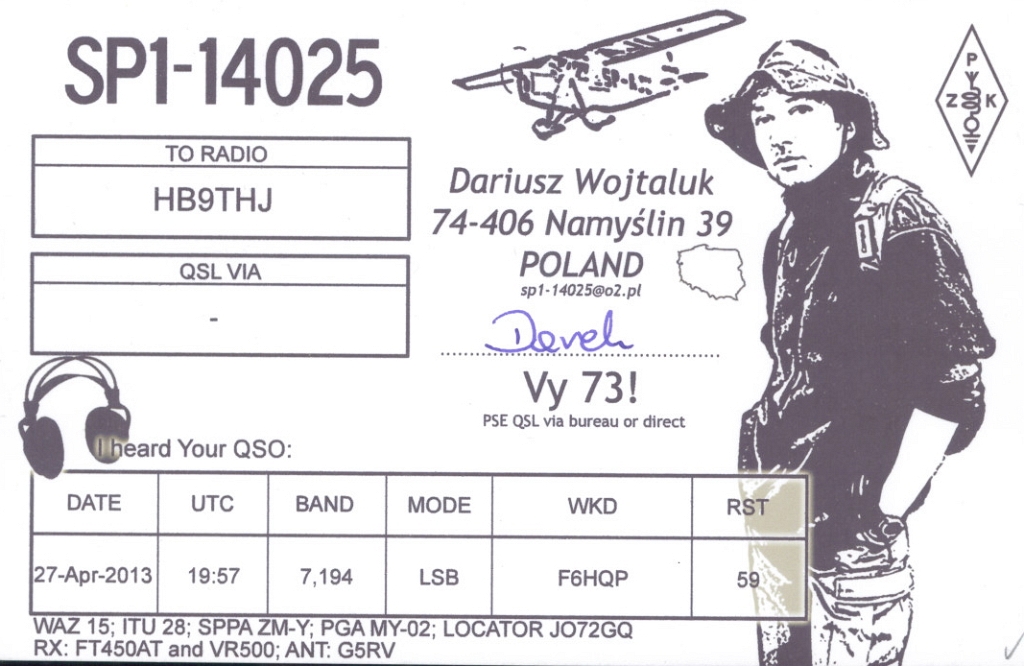 SP1-14025
P
Z K
TO RADIO
HB9THJ
QSL VIA
-
Dariusz Wojtaluk
74-406 Namyślin 39
POLAND
sp1-14025@o2.pl
Derek
Vy 73!
PSE QSL via bureau or direct
I heard Your QSO:
DATE UTC BAND MODE WKD RST
27-Apr-2013 19:57 7,194 LSB F6HQP 59
WAZ 15; ITU 28; SPPA ZM-Y; PGA MY-02; LOCATOR JO72GQ
RX: FT450AT and VR500; ANT: G5RV